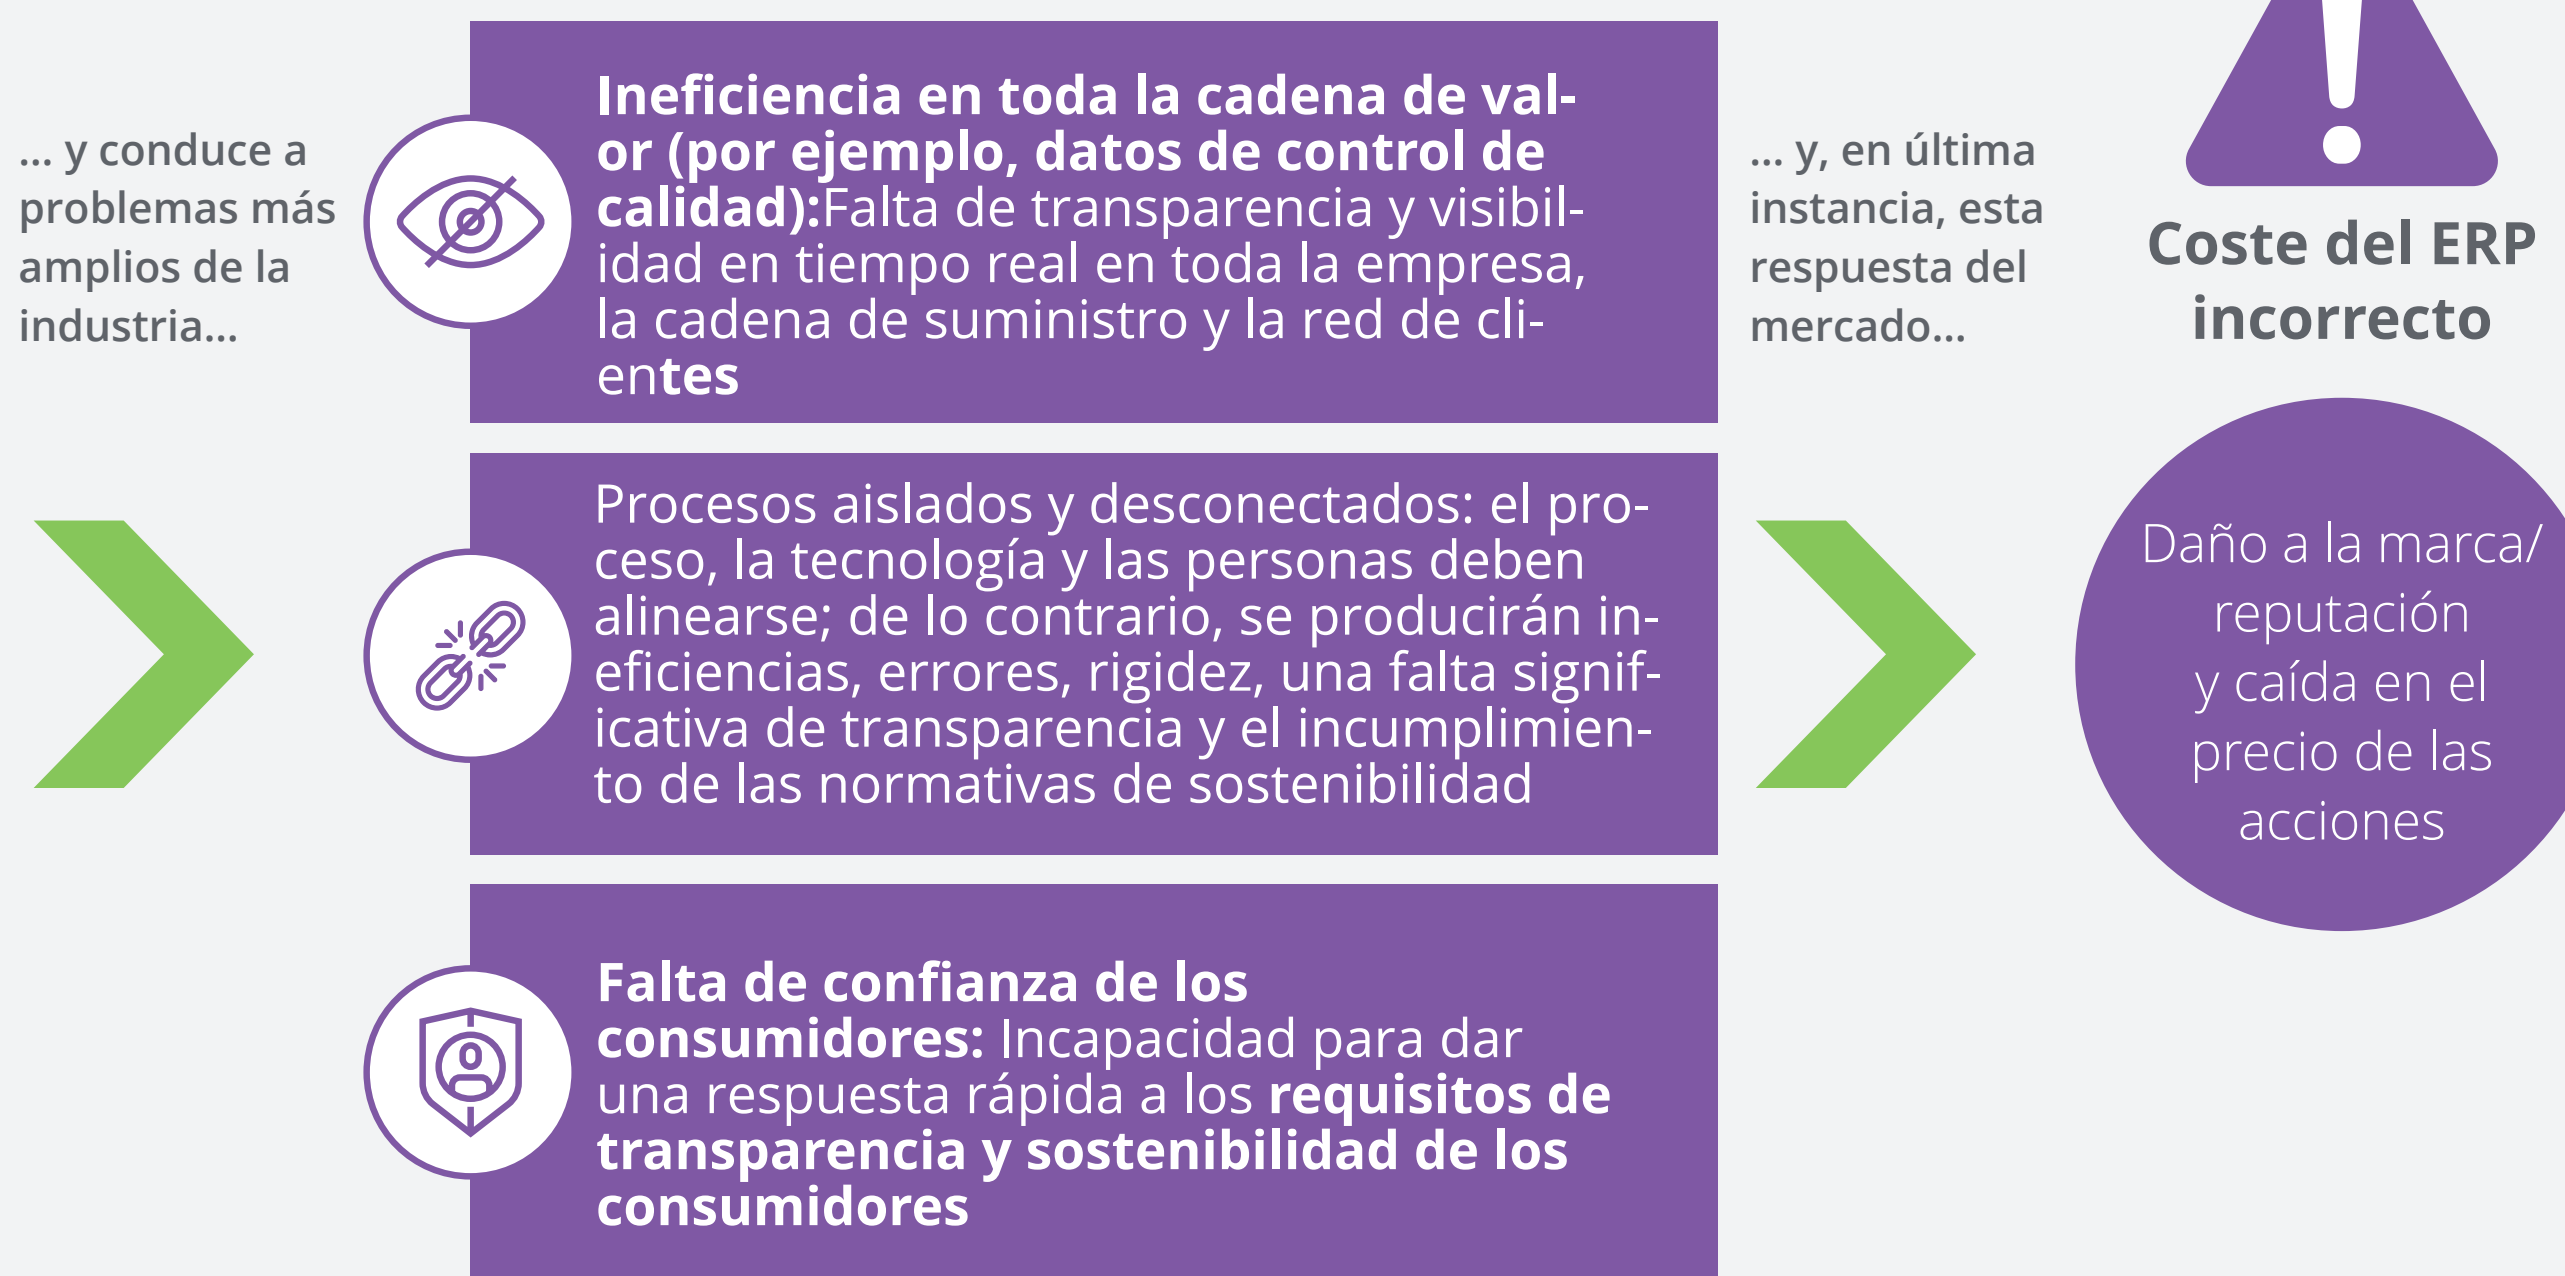 ... y conduce a
problemas más
amplios de la
industria...
Ineficiencia en toda la cadena de val-
or (por ejemplo, datos de control de
calidad):Falta de transparencia y visibil-
idad en tiempo real en toda la empresa,
la cadena de suministro y la red de cli-
entes
Procesos aislados y desconectados: el pro-
ceso, la tecnología y las personas deben
alinearse; de lo contrario, se producirán in-
eficiencias, errores, rigidez, una falta signif-
icativa de transparencia y el incumplimien-
to de las normativas de sostenibilidad
Falta de confianza de los
consumidores: Incapacidad para dar
una respuesta rápida a los requisitos de
transparencia y sostenibilidad de los
consumidores
... y, en última
instancia, esta
respuesta del
mercado...
Coste del ERP
incorrecto
Daño a la marca/
reputación
y caída en el
precio de las
acciones